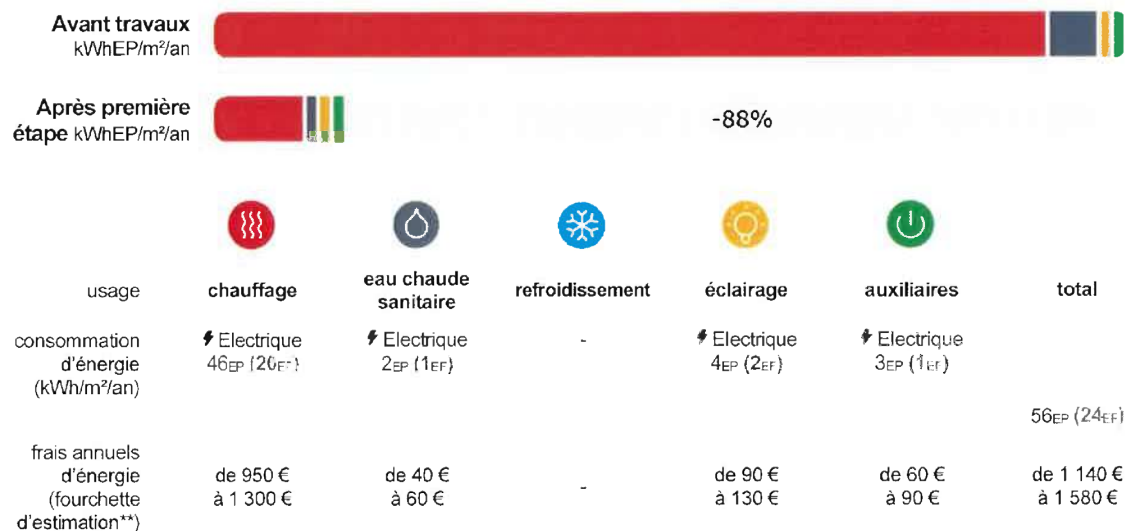 Avant travaux
kWhEP/m²/an
Après première
étape kWhEP/m²/an
-88%
usage
chauffage
eau chaude
sanitaire
refroidissement
éclairage
auxiliaires
total
consommation
d'énergie
(kWh/m²/an)
Electrique
46EP (20EF)
Electrique
2EP (1EF)
-
Electrique
4EP (2EF)
Electrique
3EP (1EF)
56EP (24EF)
frais annuels
d'énergie
(fourchette
d'estimation**)
de 950 €
à 1 300 €
de 40 €
à 60 €
-
de 90 €
à 130 €
de 60 €
à 90 €
de 1 140 €
à 1 580 €